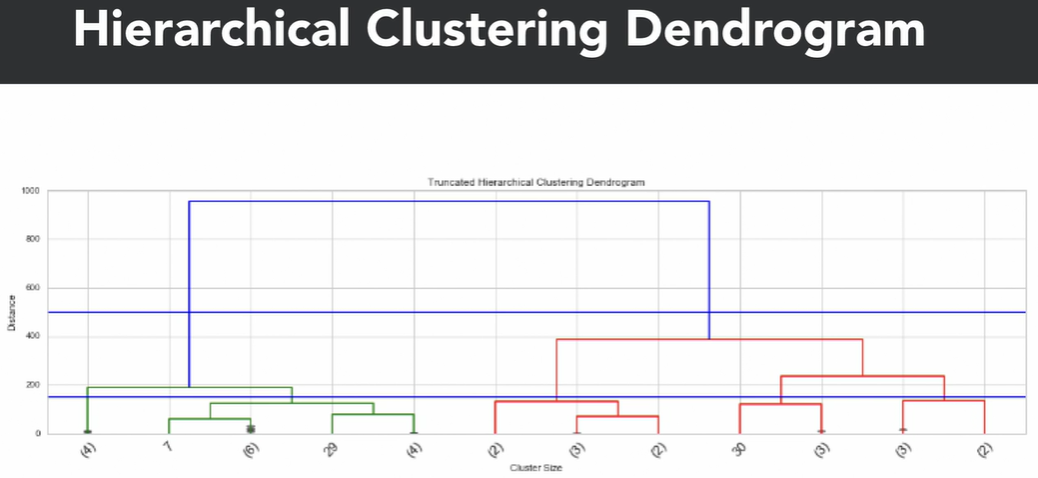 Hierarchical Clustering Dendrogram
Truncated Hierarchical Clustering Dendrogram
1000
800
600
400
200
0
Distance
(4) 7 (6) 29 (4) (2) (3) (2) 30 (3) (3) (2)
Cluster Size